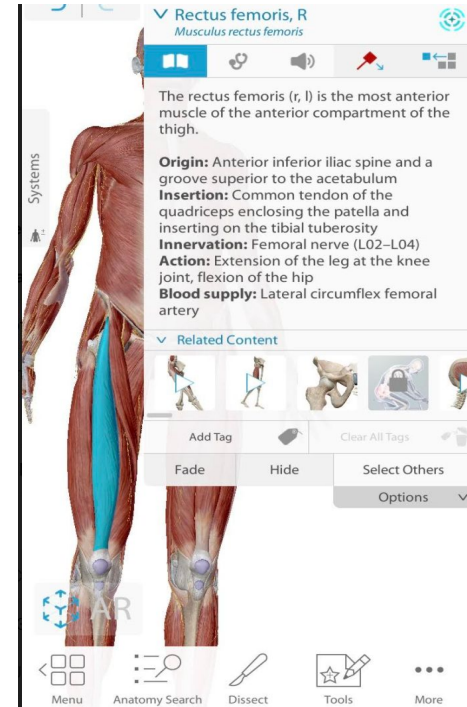 Rectus femoris, R
Musculus rectus femoris
The rectus femoris (r, l) is the most anterior
muscle of the anterior compartment of the
thigh.
Origin: Anterior inferior iliac spine and a
groove superior to the acetabulum
Insertion: Common tendon of the
quadriceps enclosing the patella and
inserting on the tibial tuberosity
Innervation: Femoral nerve (L02–L04)
Action: Extension of the leg at the knee
joint, flexion of the hip
Blood supply: Lateral circumflex femoral
artery
Systems
Related Content
Add Tag
Clear All Tags
Fade
Hide
Select Others
Options
AR
Menu
Anatomy Search
Dissect
Tools
More